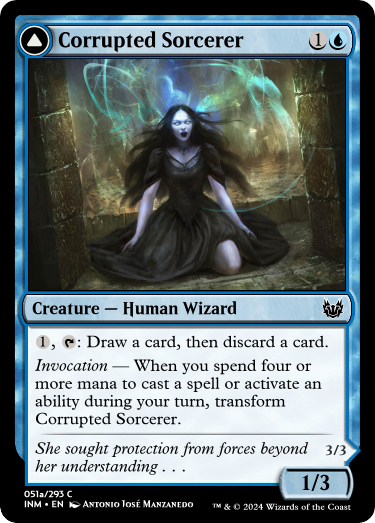 Corrupted Sorcerer 1
Creature — Human Wizard
1, : Draw a card, then discard a card.
Invocation — When you spend four or
more mana to cast a spell or activate an
ability during your turn, transform
Corrupted Sorcerer.
She sought protection from forces beyond
her understanding . . .
3/3
1/3
051a/293 C
INM • EN Antonio José Manzanedo
™ & © 2024 Wizards of the Coast